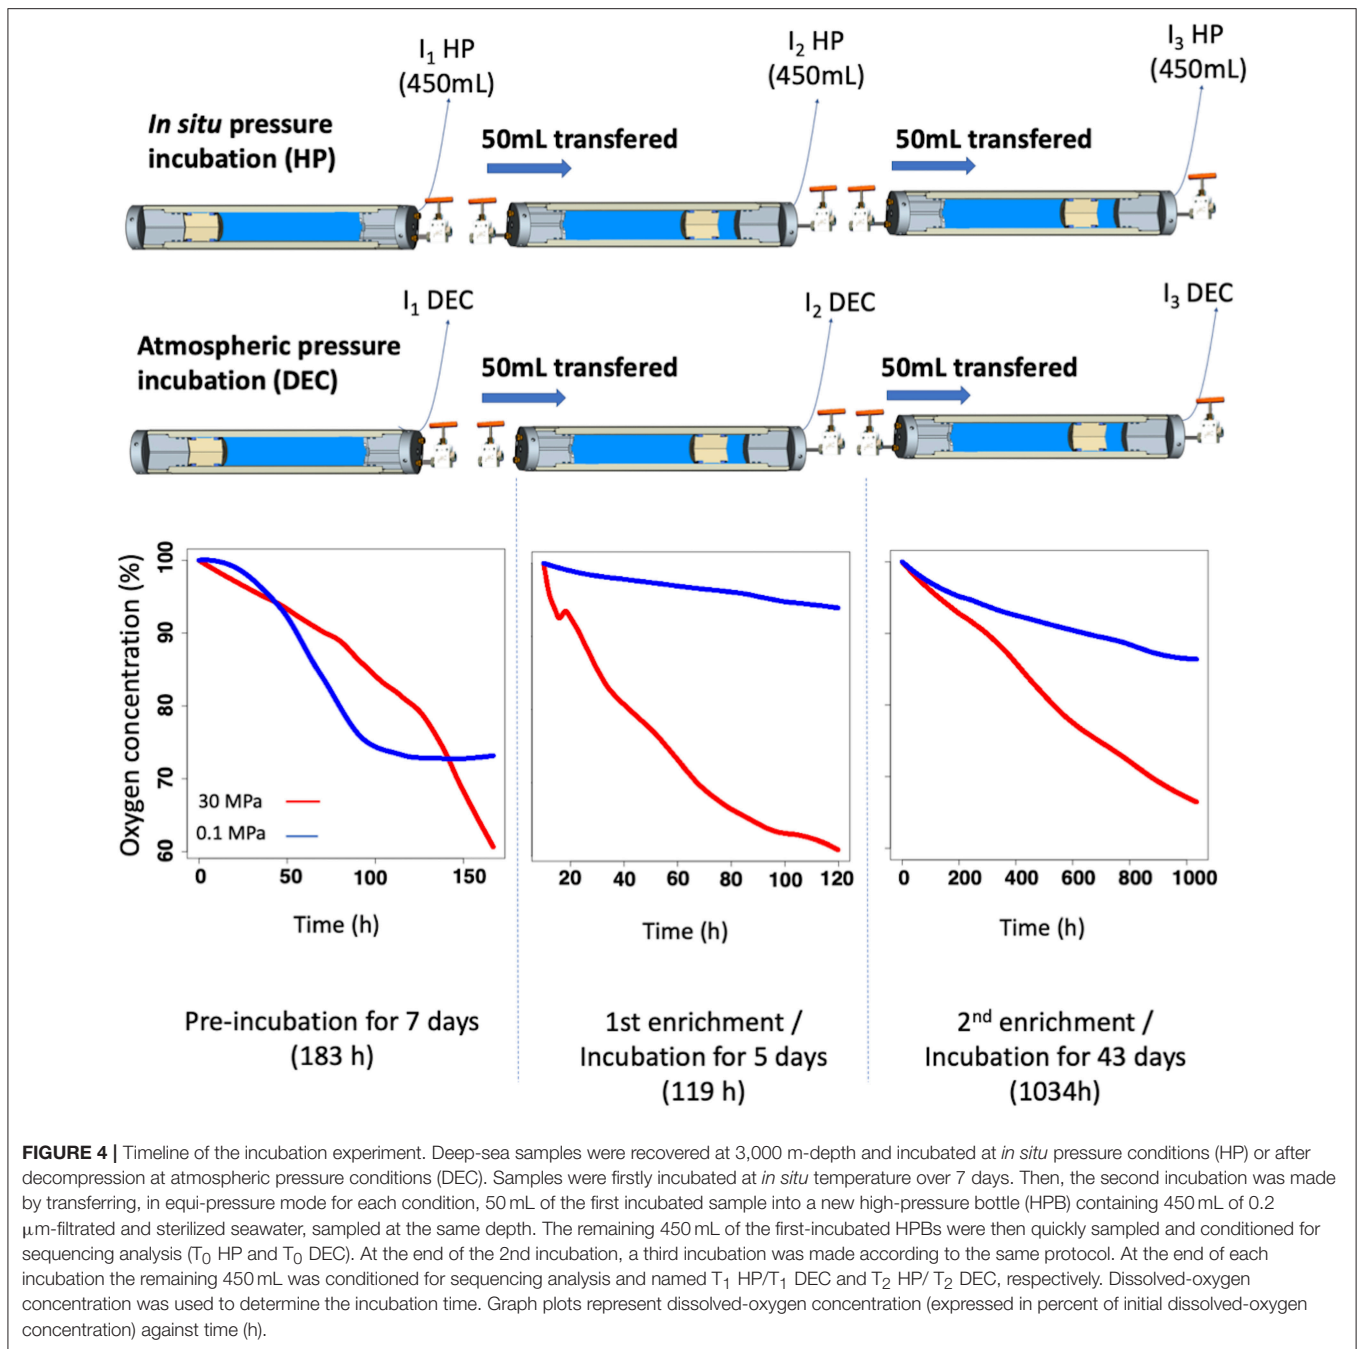 I₁ HP
(450mL)
I₂ HP
(450mL)
I₃ HP
(450mL)
In situ pressure
incubation (HP)
50mL transfered
50mL transfered
I₁ DEC
I₂ DEC
I₃ DEC
Atmospheric pressure
incubation (DEC)
50mL transfered
50mL transfered
Oxygen concentration (%)
100
90
80
70
60
30 MPa
0.1 MPa
0 50 100 150
Time (h)
20 40 60 80 100 120
Time (h)
0 200 400 600 800 1000
Time (h)
Pre-incubation for 7 days
(183 h)
1st enrichment /
Incubation for 5 days
(119 h)
2nd enrichment /
Incubation for 43 days
(1034h)
FIGURE 4 | Timeline of the incubation experiment. Deep-sea samples were recovered at 3,000 m-depth and incubated at in situ pressure conditions (HP) or after
decompression at atmospheric pressure conditions (DEC). Samples were firstly incubated at in situ temperature over 7 days. Then, the second incubation was made
by transferring, in equi-pressure mode for each condition, 50 mL of the first incubated sample into a new high-pressure bottle (HPB) containing 450 mL of 0.2
μm-filtrated and sterilized seawater, sampled at the same depth. The remaining 450 mL of the first-incubated HPBs were then quickly sampled and conditioned for
sequencing analysis (T₀ HP and T₀ DEC). At the end of the 2nd incubation, a third incubation was made according to the same protocol. At the end of each
incubation the remaining 450 mL was conditioned for sequencing analysis and named T₁ HP/T₁ DEC and T₂ HP/ T₂ DEC, respectively. Dissolved-oxygen
concentration was used to determine the incubation time. Graph plots represent dissolved-oxygen concentration (expressed in percent of initial dissolved-oxygen
concentration) against time (h).